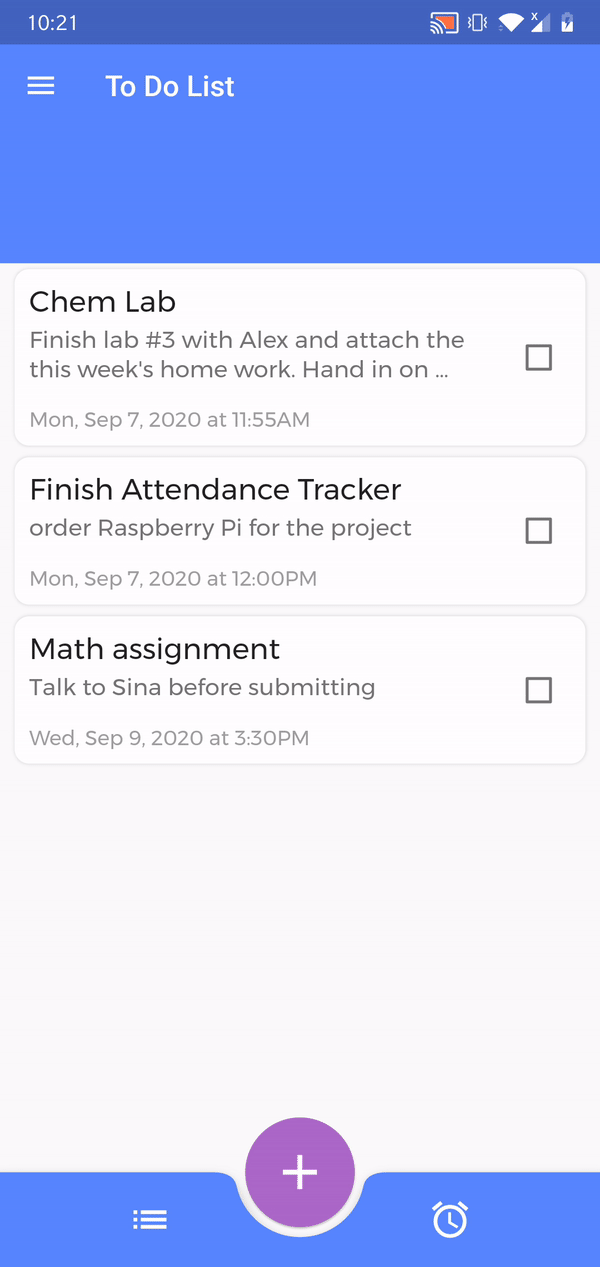 10:21
To Do List
Chem Lab
Finish lab #3 with Alex and attach the
this week's home work. Hand in on ...
Mon, Sep 7, 2020 at 11:55AM
Finish Attendance Tracker
order Raspberry Pi for the project
Mon, Sep 7, 2020 at 12:00PM
Math assignment
Talk to Sina before submitting
Wed, Sep 9, 2020 at 3:30PM